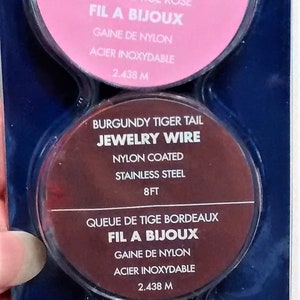 FIL A BIJOUX
GAINE DE NYLON
ACIER INOXYDABLE
2.438 M
BURGUNDY TIGER TAIL
JEWELRY WIRE
NYLON COATED
STAINLESS STEEL
8FT
QUEUE DE TIGE BORDEAUX
FIL A BIJOUX
GAINE DE NYLON
ACIER INOXYDABLE
2.438 M